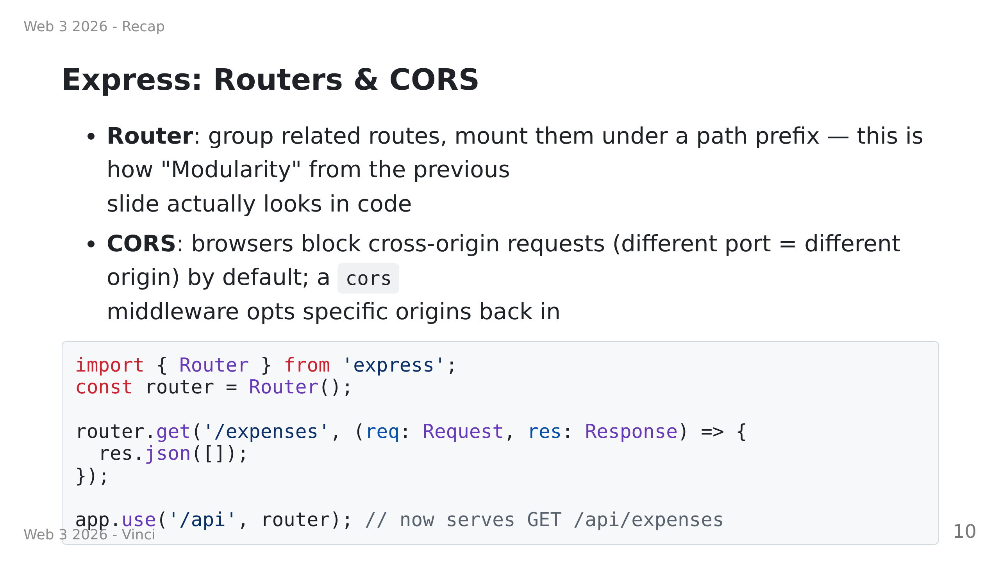 Web 3 2026 - Recap
Express: Routers & CORS
• Router: group related routes, mount them under a path prefix — this is
how "Modularity" from the previous
slide actually looks in code
• CORS: browsers block cross-origin requests (different port = different
origin) by default; a cors
middleware opts specific origins back in
import { Router } from 'express';
const router = Router();

router.get('/expenses', (req: Request, res: Response) => {
  res.json([]);
});

app.use('/api', router); // now serves GET /api/expenses
Web 3 2026 - Vinci
10